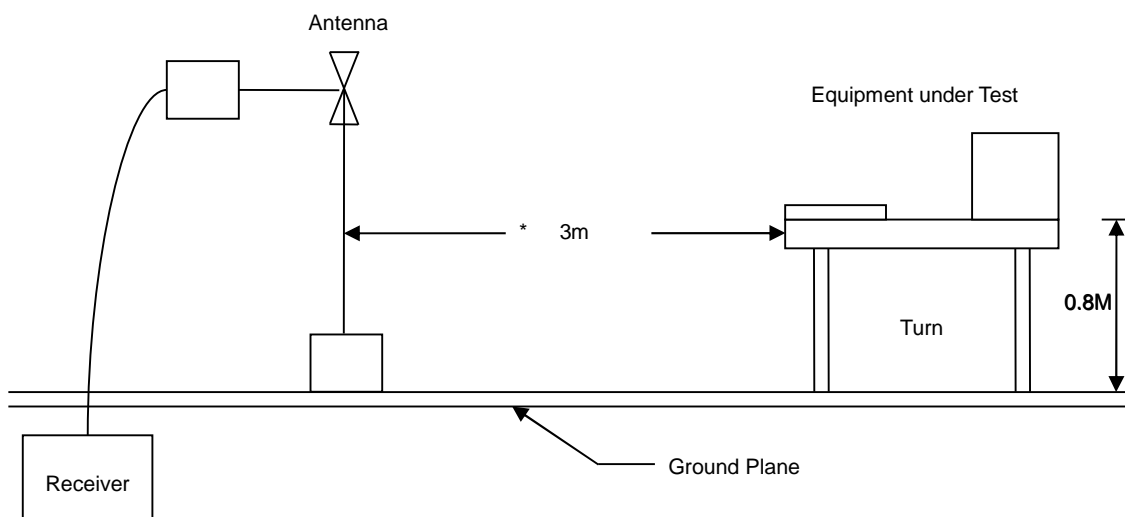 Antenna
Equipment under Test
* 3m
0.8M
Turn
Ground Plane
Receiver